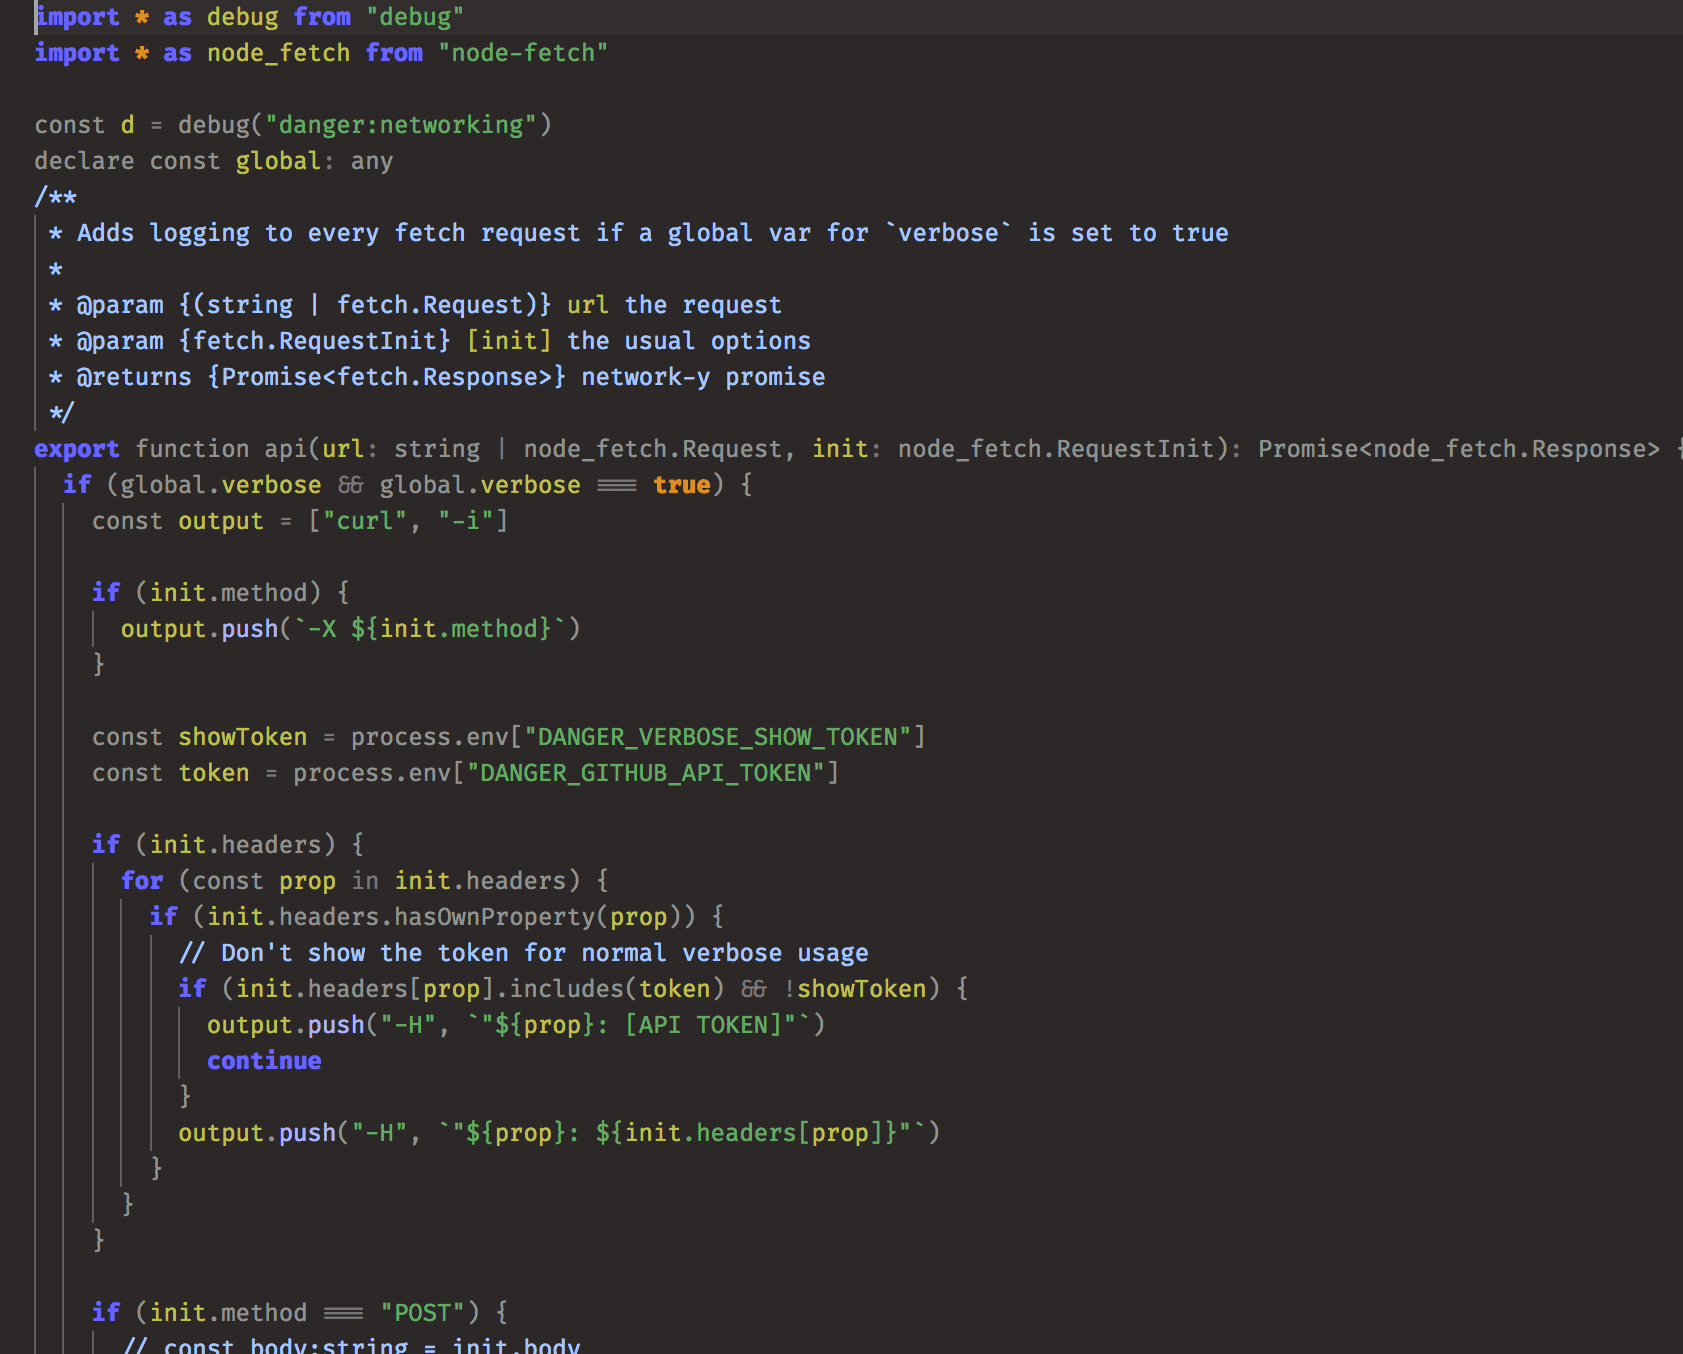 import * as debug from "debug"
import * as node_fetch from "node-fetch"

const d = debug("danger:networking")
declare const global: any
/**
 * Adds logging to every fetch request if a global var for `verbose` is set to true
 *
 * @param {(string | fetch.Request)} url the request
 * @param {fetch.RequestInit} [init] the usual options
 * @returns {Promise<fetch.Response>} network-y promise
 */
export function api(url: string | node_fetch.Request, init: node_fetch.RequestInit): Promise<node_fetch.Response> {
  if (global.verbose && global.verbose === true) {
    const output = ["curl", "-i"]

    if (init.method) {
      output.push(`-X ${init.method}`)
    }

    const showToken = process.env["DANGER_VERBOSE_SHOW_TOKEN"]
    const token = process.env["DANGER_GITHUB_API_TOKEN"]

    if (init.headers) {
      for (const prop in init.headers) {
        if (init.headers.hasOwnProperty(prop)) {
          // Don't show the token for normal verbose usage
          if (init.headers[prop].includes(token) && !showToken) {
            output.push("-H", `"${prop}: [API TOKEN]"`)
            continue
          }
          output.push("-H", `"${prop}: ${init.headers[prop]}"`)
        }
      }
    }

    if (init.method === "POST") {
      // const body:string = init.body